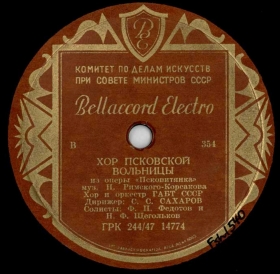 КОМИТЕТ ПО ДЕЛАМ ИСКУССТВ
ПРИ СОВЕТЕ МИНИСТРОВ СССР
Bellaccord Electro
В 354
ХОР ПСКОВСКОЙ
ВОЛЬНИЦЫ
из оперы «Псковитянка»
муз. Н. Римского-Корсакова
Хор и оркестр ГАБТ СССР
Дирижер: С. С. САХАРОВ
Солисты: Ф. П. Федотов и
Н. Ф. Щегольков
ГРК 244/47 14774